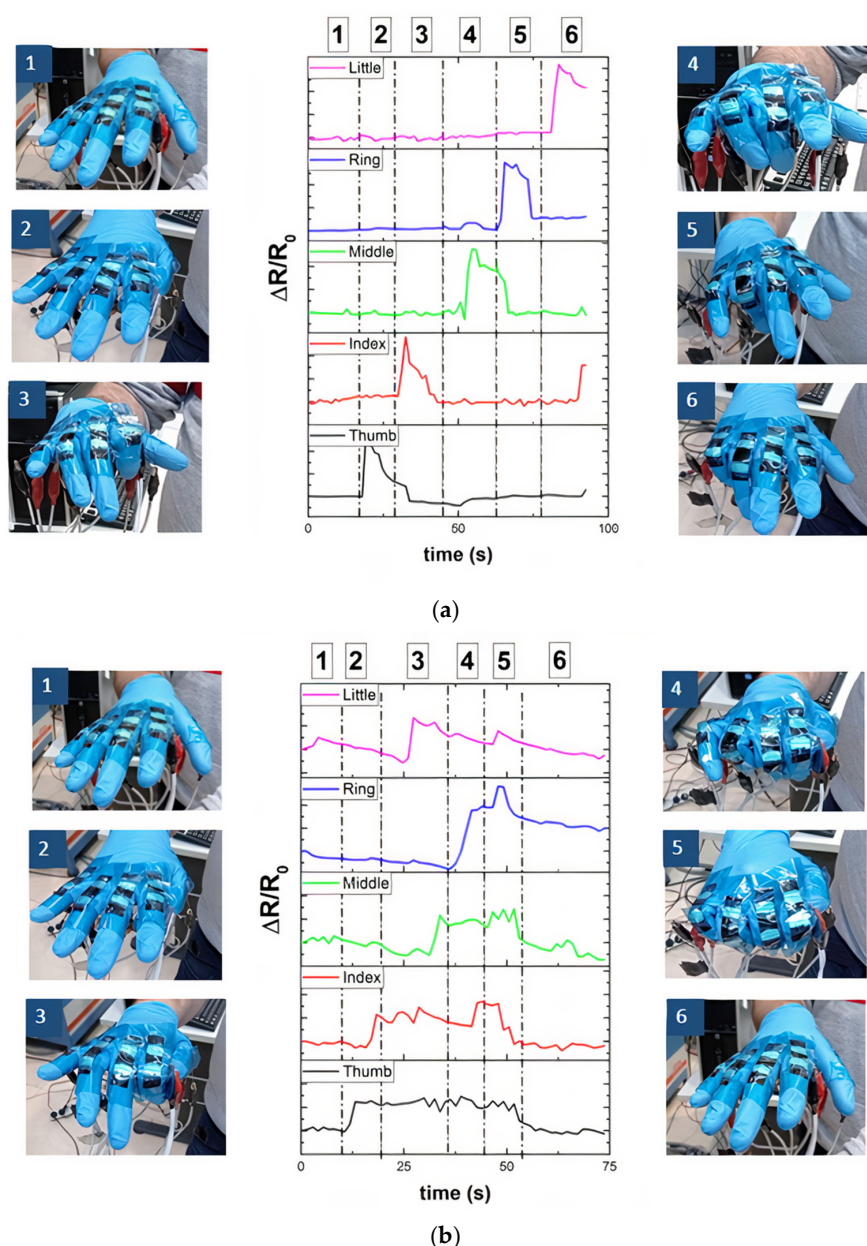 1 2 3 4 5 6
1
2
3
Little
Ring
Middle
Index
Thumb
ΔR/R0
0 50 100
time (s)
4
5
6
(a)
1 2 3 4 5 6
1
2
3
Little
Ring
Middle
Index
Thumb
ΔR/R0
0 25 50 75
time (s)
4
5
6
(b)